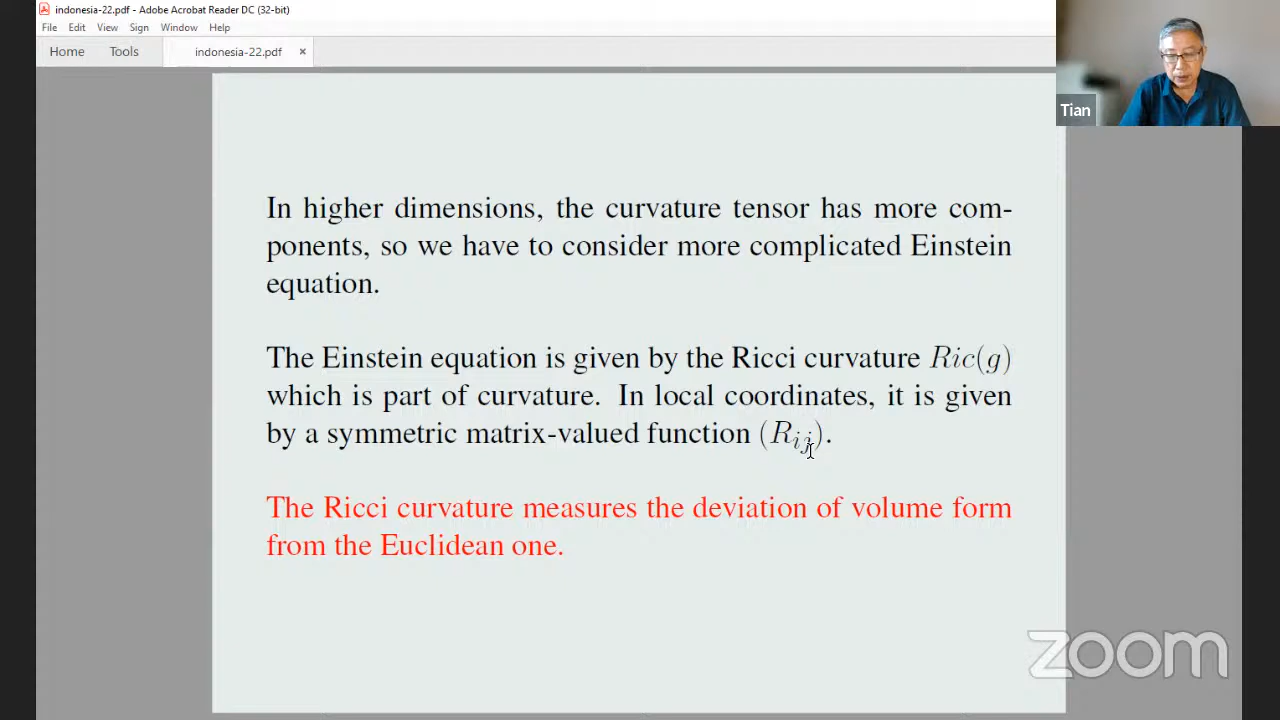 indonesia-22.pdf - Adobe Acrobat Reader DC (32-bit)
File Edit View Sign Window Help
Home Tools indonesia-22.pdf ×
Tian
In higher dimensions, the curvature tensor has more com-
ponents, so we have to consider more complicated Einstein
equation.
The Einstein equation is given by the Ricci curvature Ric(g)
which is part of curvature. In local coordinates, it is given
by a symmetric matrix-valued function (R_{ij}).
The Ricci curvature measures the deviation of volume form
from the Euclidean one.
zoom